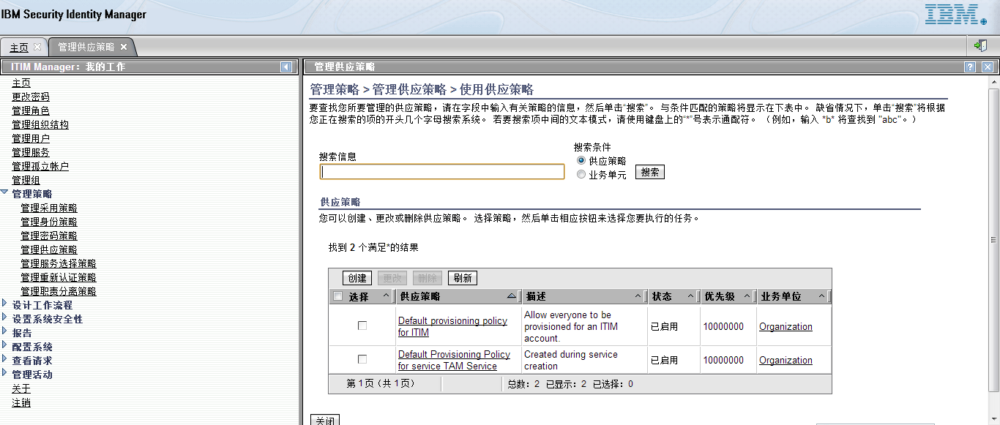 IBM Security Identity Manager
IBM
主页
管理供应策略
ITIM Manager：我的工作
主页
更改密码
管理角色
管理组织结构
管理用户
管理服务
管理孤立帐户
管理组
管理策略
管理采用策略
管理身份策略
管理密码策略
管理供应策略
管理服务选择策略
管理重新认证策略
管理职责分离策略
设计工作流程
设置系统安全性
报告
配置系统
查看请求
管理活动
关于
注销
管理供应策略
管理策略 > 管理供应策略 > 使用供应策略
要查找您所要管理的供应策略，请在字段中输入有关策略的信息，然后单击“搜索”。 与条件匹配的策略将显示在下表中。 缺省情况下，单击“搜索”将根据
您正在搜索的项的开头几个字母搜索系统。 若要搜索项中间的文本模式，请使用键盘上的“*”号表示通配符。 （例如，输入 *b* 将查找到 "abc"。）
搜索信息
搜索条件
供应策略
业务单元
搜索
供应策略
您可以创建、更改或删除供应策略。 选择策略，然后单击相应按钮来选择您要执行的任务。
找到 2 个满足*的结果
创建 更改 删除 刷新
选择 供应策略 描述 状态 优先级 业务单位
Default provisioning policy
for ITIM
Allow everyone to be
provisioned for an ITIM
account.
已启用 10000000 Organization
Default Provisioning Policy
for service TAM Service
Created during service
creation
已启用 10000000 Organization
第 1 页（共 1 页） 总数：2 已显示：2 已选择：0
关闭